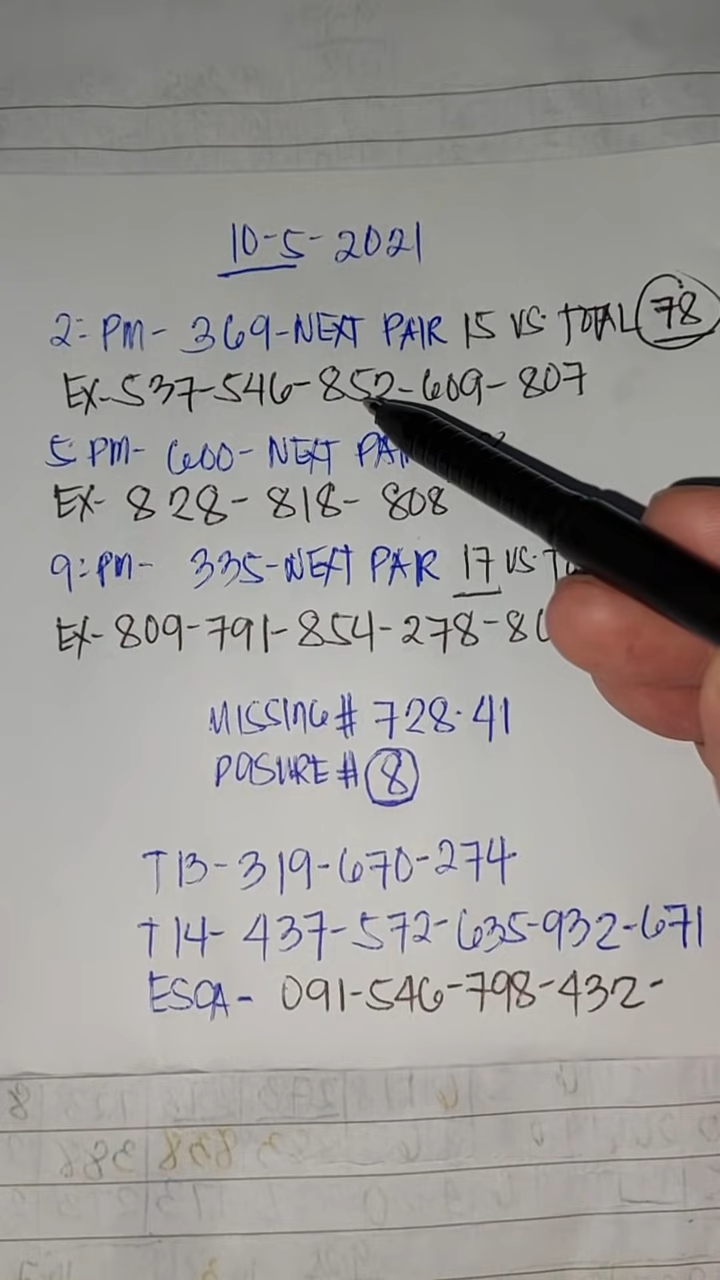 10-5-2021
2:PM- 369-NEXT PAIR 15 VS. TOTAL 78
EX-537-546-852-609-807
5 PM- 600- NEXT
EX- 828- 818- 808
9:PM- 335-NEXT PAIR 17 VS.
EX-809-791-854-278-80
MISSING# 728.41
PASURE# 8
T13-319-670-274
T14- 437-572-635-932-671
ESCA- 091-546-798-432-